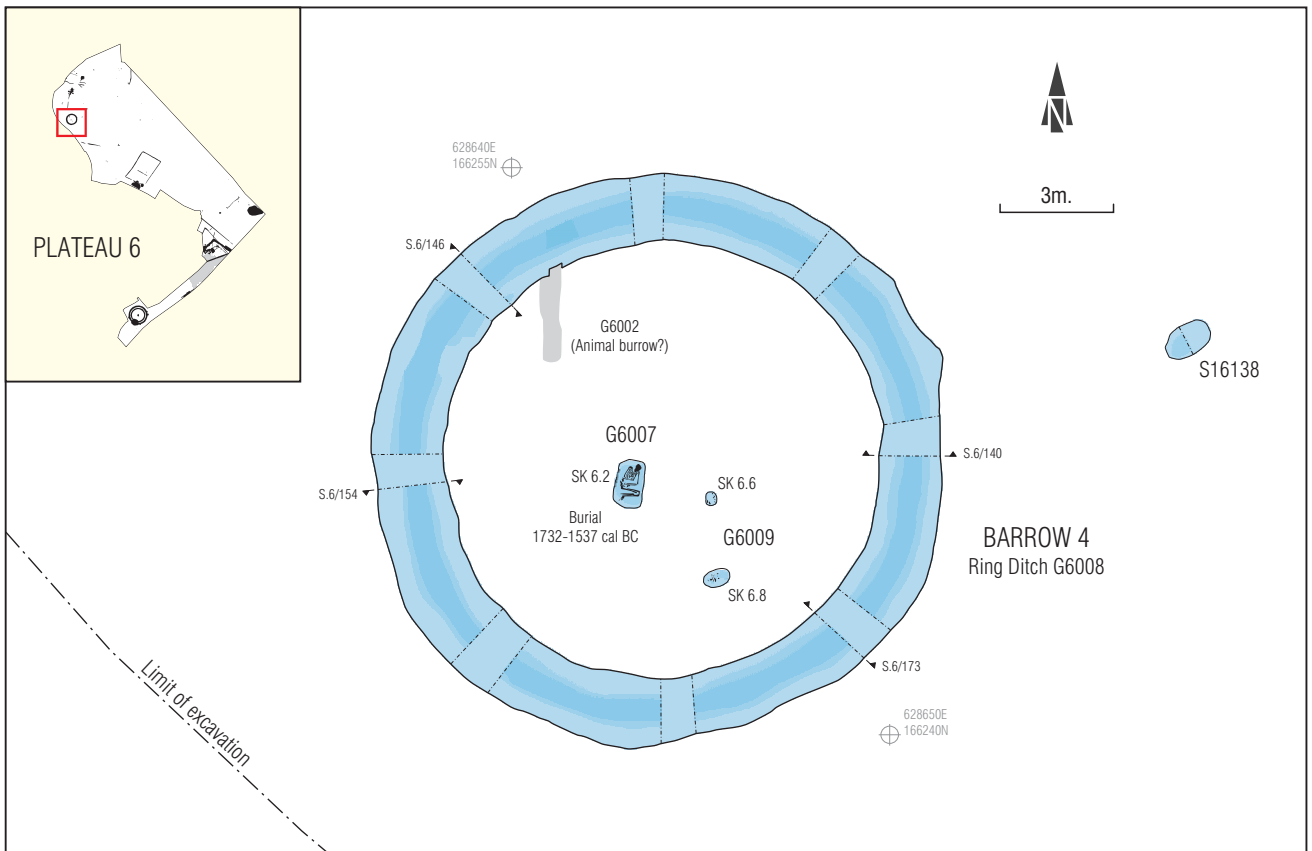 PLATEAU 6
628640E
166255N
N
3m.
S.6/146
G6002
(Animal burrow?)
S16138
G6007
SK 6.2
SK 6.6
S.6/140
S.6/154
Burial
1732-1537 cal BC
G6009
BARROW 4
Ring Ditch G6008
SK 6.8
S.6/173
Limit of excavation
628650E
166240N